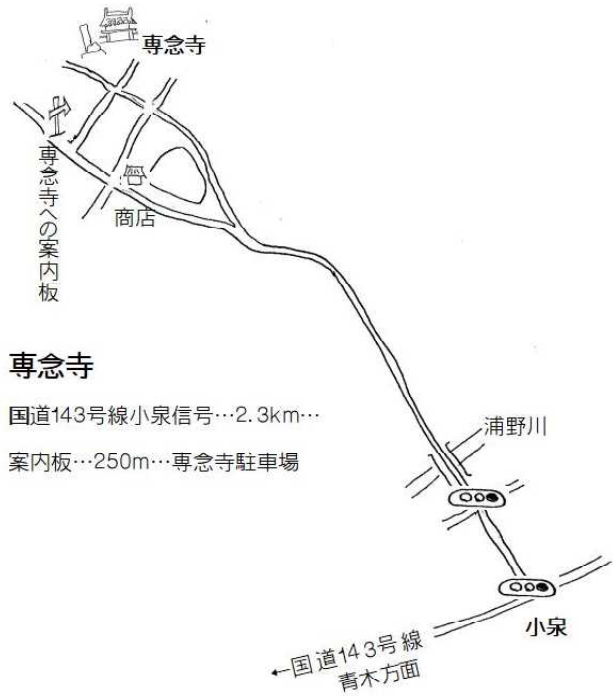 専念寺
専念寺への案内板
商店
専念寺
国道143号線小泉信号…2.3km…
案内板…250m…専念寺駐車場
浦野川
小泉
←国道143号線
青木方面